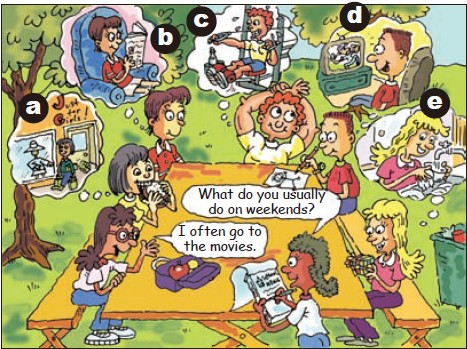 c
d
b
a
e
What do you usually
do on weekends?
I often go to
the movies.